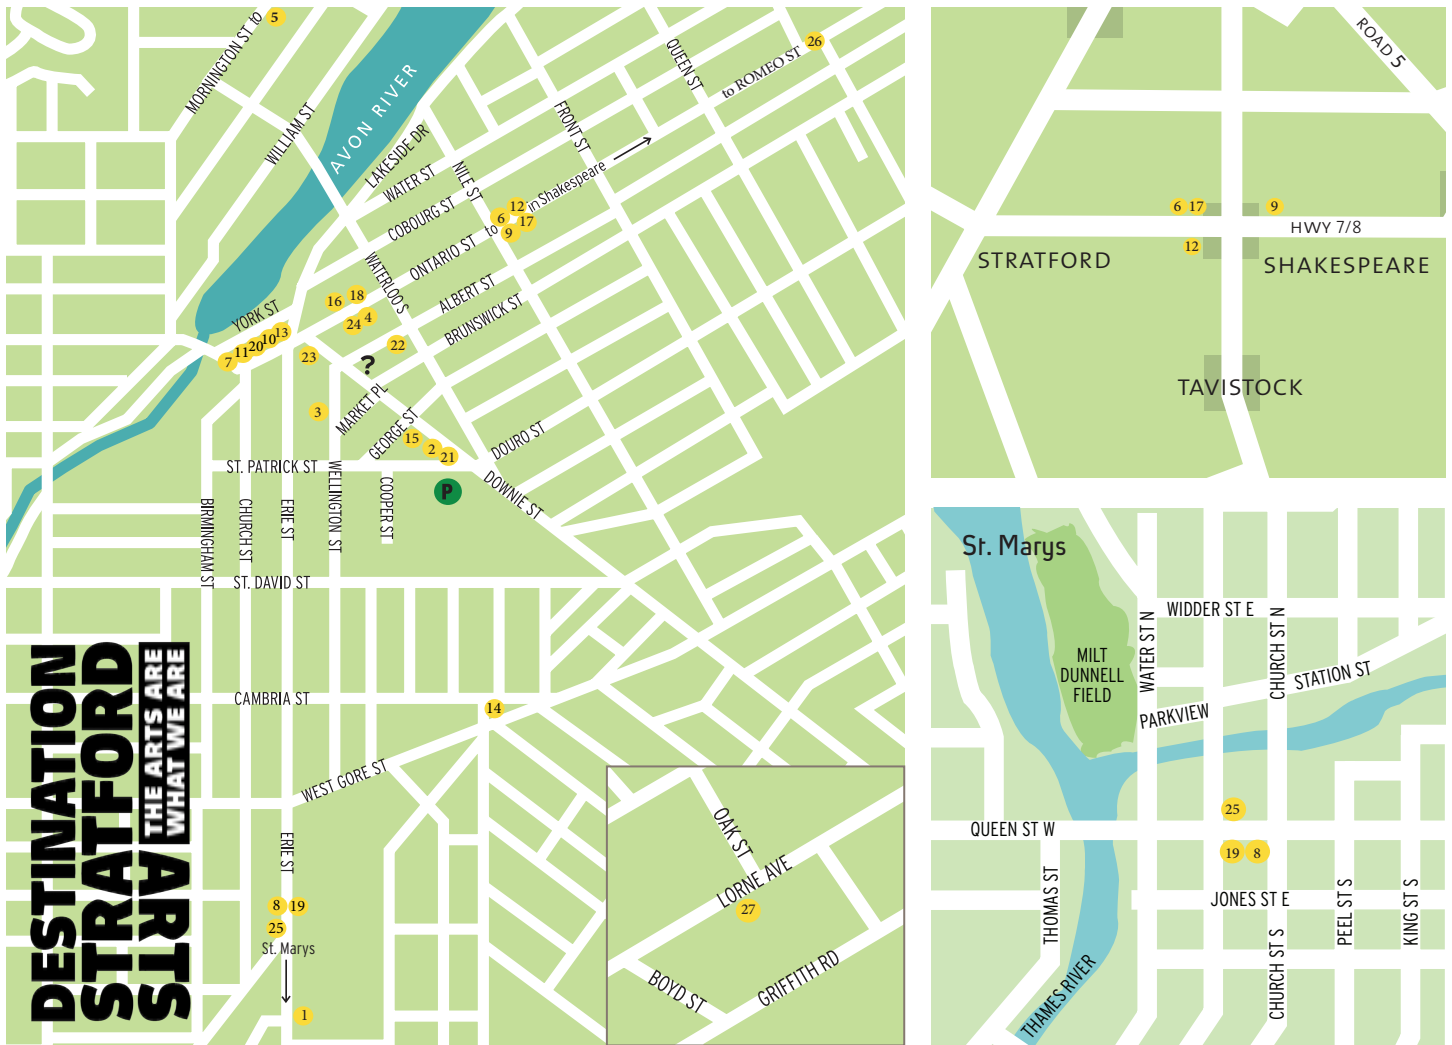 MORNINGTON ST to
5
WILLIAM ST
AVON RIVER
LAKESIDE DR
WATER ST
COBOURG ST
NILE ST
FRONT ST
QUEEN ST
to ROMEO ST
26
ONTARIO ST to
in Shakespeare
6
12
17
9
WATERLOO S
ALBERT ST
BRUNSWICK ST
YORK ST
16
18
24
4
22
7
11
20
10
13
23
?
3
MARKET PL
GEORGE ST
15
2
21
P
DOURO ST
DOWNIE ST
ST. PATRICK ST
BIRMINGHAM ST
CHURCH ST
ERIE ST
WELLINGTON ST
COOPER ST
ST. DAVID ST
CAMBRIA ST
14
WEST GORE ST
ERIE ST
8
19
25
St. Marys
1
DESTINATION
STRATFORD
THE ARTS ARE
WHAT WE ARE
STRATFORD
OAK ST
LORNE AVE
27
BOYD ST
GRIFFITH RD
ROAD 5
6
17
9
HWY 7/8
12
STRATFORD
SHAKESPEARE
TAVISTOCK
St. Marys
MILT
DUNNELL
FIELD
WATER ST N
WIDDER ST E
CHURCH ST N
STATION ST
PARKVIEW
25
QUEEN ST W
19
8
THOMAS ST
JONES ST E
CHURCH ST S
PEEL ST S
KING ST S
THAMES RIVER